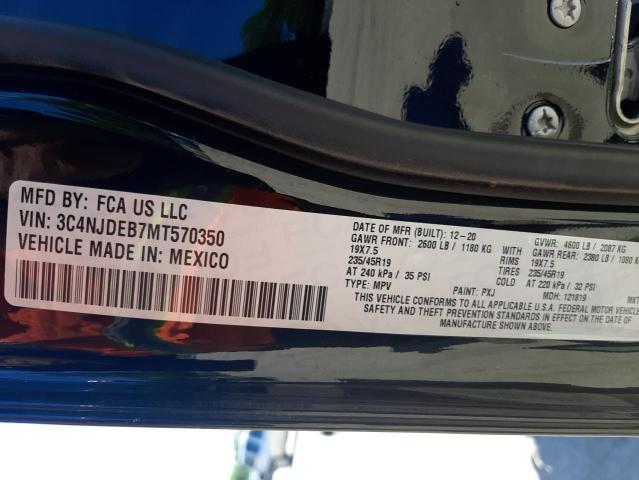 MFD BY: FCA US LLC
VIN: 3C4NJDEB7MT570350
VEHICLE MADE IN: MEXICO
DATE OF MFR (BUILT): 12-20 GVWR: 4600 LB / 2087 KG
GAWR FRONT: 2600 LB / 1180 KG WITH GAWR REAR: 2380 LB / 1080
19X7.5 RIMS 19X7.5
235/45R19 TIRES 235/45R19
AT 240 kPa / 35 PSI COLD AT 220 kPa / 32 PSI
TYPE: MPV PAINT: PXJ MDH: 121819
THIS VEHICLE CONFORMS TO ALL APPLICABLE U.S.A. FEDERAL MOTOR VEHICLE
SAFETY AND THEFT PREVENTION STANDARDS IN EFFECT ON THE DATE OF
MANUFACTURE SHOWN ABOVE.